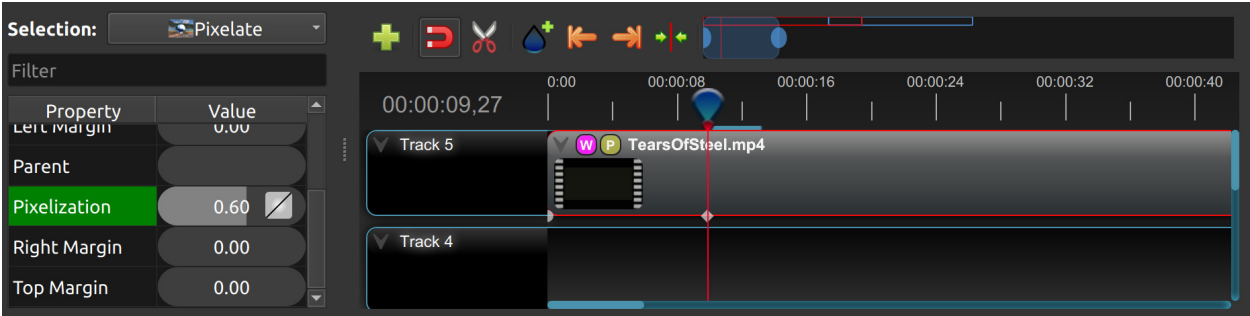 Selection: Pixelate
Filter
Property Value
Left Margin 0.00
Parent
Pixelization 0.60
Right Margin 0.00
Top Margin 0.00
0:00 00:00:08 00:00:16 00:00:24 00:00:32 00:00:40
00:00:09,27
Track 5
W P TearsOfSteel.mp4
Track 4